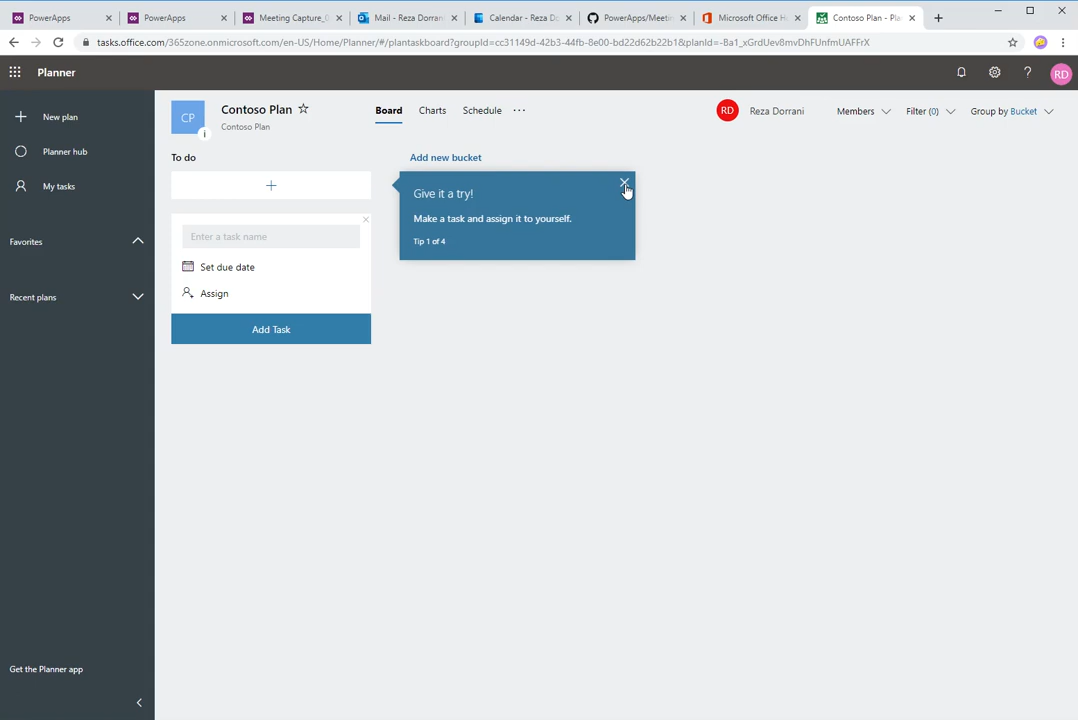 PowerApps
PowerApps
Meeting Capture_
Mail - Reza Dorran
Calendar - Reza Do
PowerApps/Meetin
Microsoft Office H
Contoso Plan - Pla
tasks.office.com/365zone.onmicrosoft.com/en-US/Home/Planner/#/plantaskboard?groupId=cc31149d-42b3-44fb-8e00-bd22d62b22b1&planId=-Ba1_xGrdUev8mvDhFUnfmUAFFrX
Planner
RD
New plan
Planner hub
My tasks
Favorites
Recent plans
Get the Planner app
CP
i
Contoso Plan
Contoso Plan
Board
Charts
Schedule
RD
Reza Dorrani
Members
Filter (0)
Group by Bucket
To do
Add new bucket
Enter a task name
Set due date
Assign
Add Task
Give it a try!
Make a task and assign it to yourself.
Tip 1 of 4